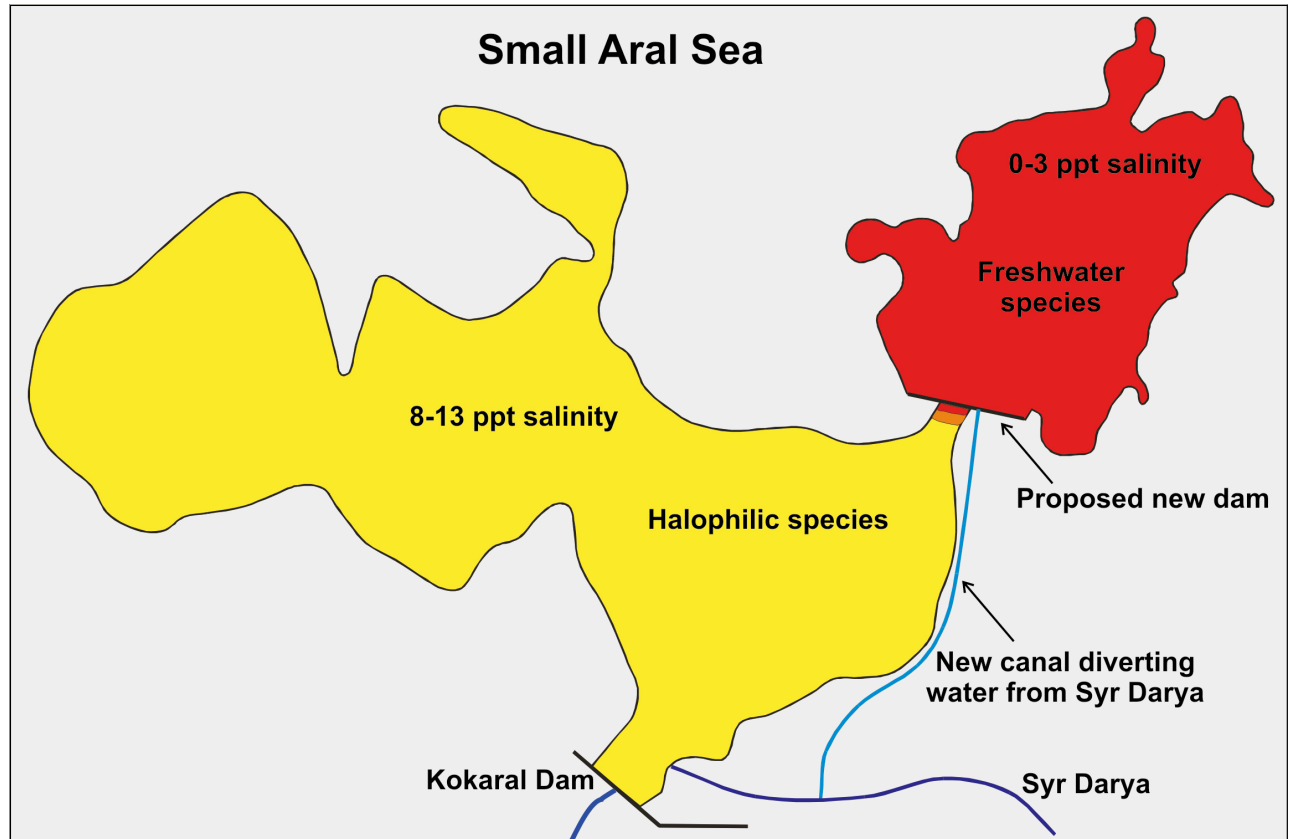 Small Aral Sea
0-3 ppt salinity
Freshwater
species
8-13 ppt salinity
Proposed new dam
Halophilic species
New canal diverting
water from Syr Darya
Kokaral Dam
Syr Darya